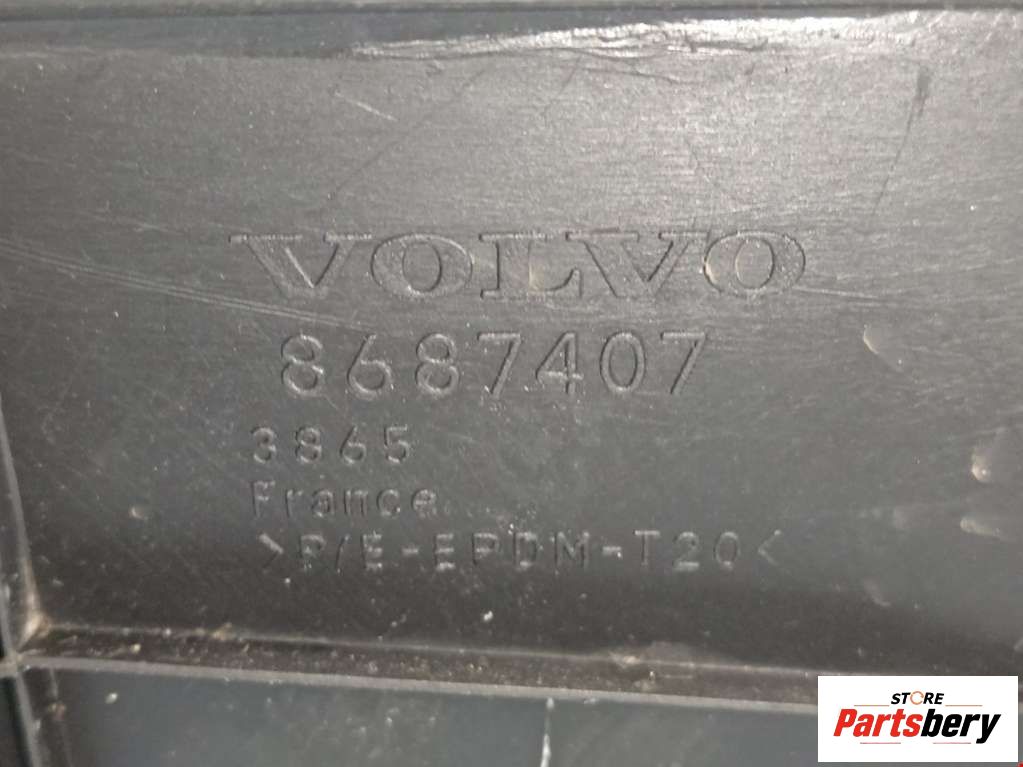 VOLVO
8687407
3865
France
>P/E-EPDM-T20<
STORE
Partsbery